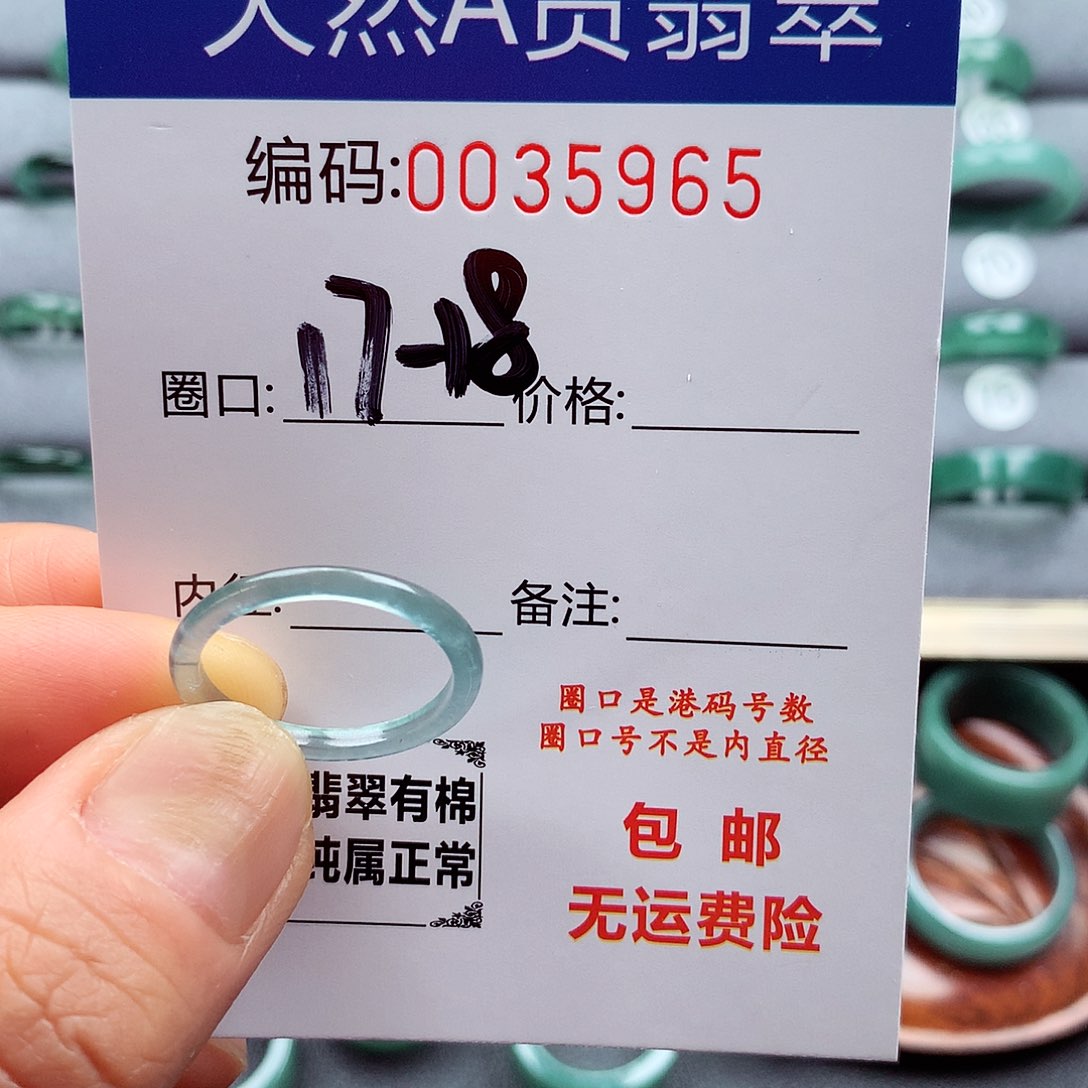 天然A货翡翠
编码:0035965
圈口: 17-18 价格:
内径: 备注:
圈口是港码号数
圈口号不是内直径
翡翠有棉
纯属正常
包 邮
无运费险